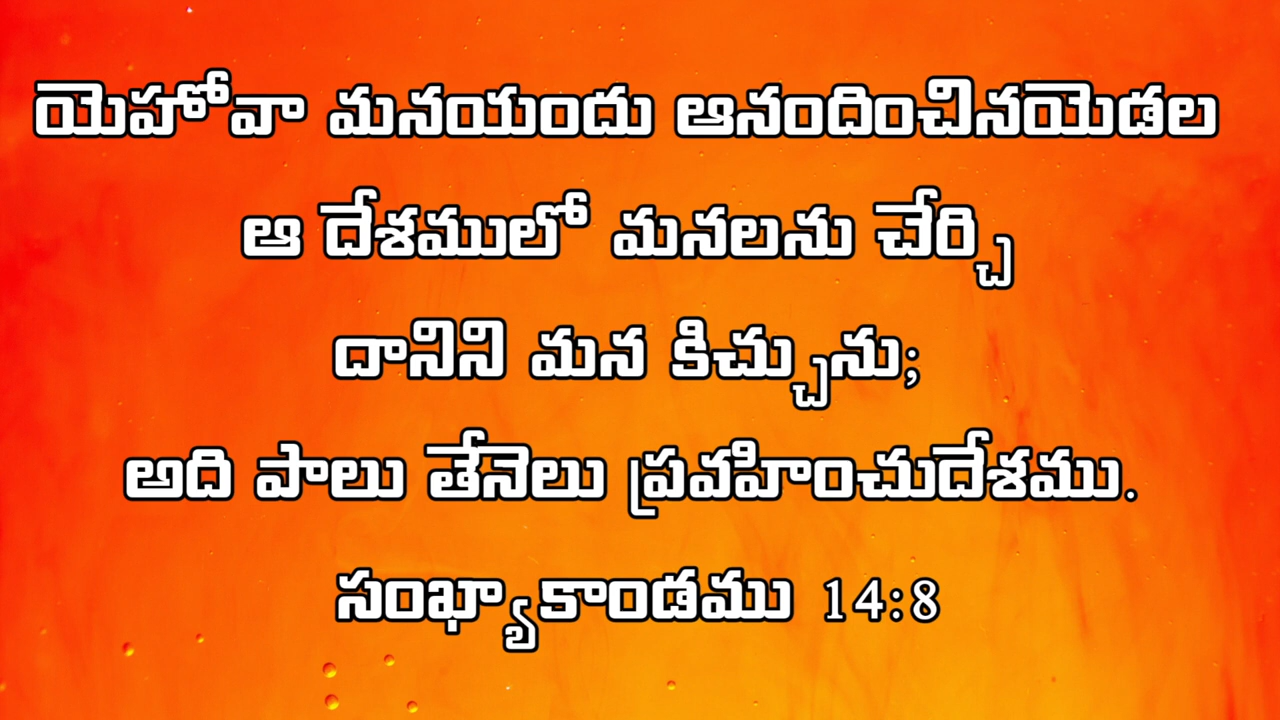 యెహోవా మనయందు ఆనందించినయెడల
ఆ దేశములో మనలను చేర్చి
దానిని మన కిచ్చును;
అది పాలు తేనెలు ప్రవహించుదేశము.
సంఖ్యాకాండము 14:8